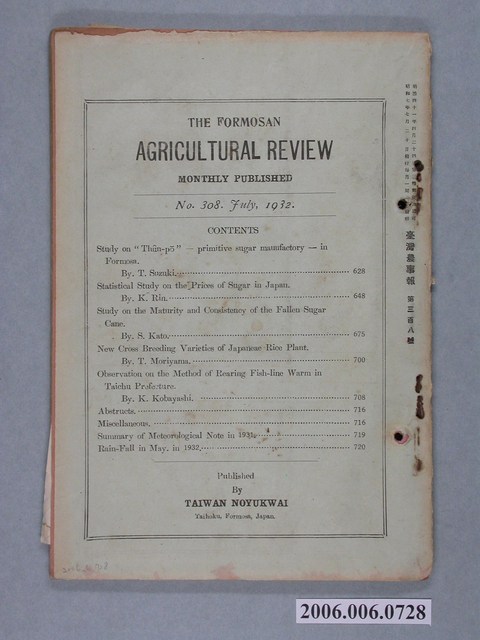 THE FORMOSAN
AGRICULTURAL REVIEW
MONTHLY PUBLISHED
No. 308. July, 1932.
CONTENTS
Study on "Thàn-pō" — primitive sugar maunfactory — in
Formosa.
By. T. Suzuki. 628
Statistical Study on the Prices of Sugar in Japan.
By. K. Rin. 648
Study on the Maturity and Consistency of the Fallen Sugar
Cane.
By. S. Kato. 675
New Cross Breeding Varieties of Japanese Rice Plant.
By. T. Moriyama. 700
Observation on the Method of Rearing Fish-line Warm in
Taichu Profecture.
By. K. Kobayashi. 708
Abstructs. 716
Miscellaneous. 716
Summary of Meteorological Note in 1931. 719
Rain-Fall in May, in 1932. 720
Published
By
TAIWAN NOYUKWAI
Taihoku, Formosa, Japan.
臺灣農事報 第三百八號
2006.006.0728